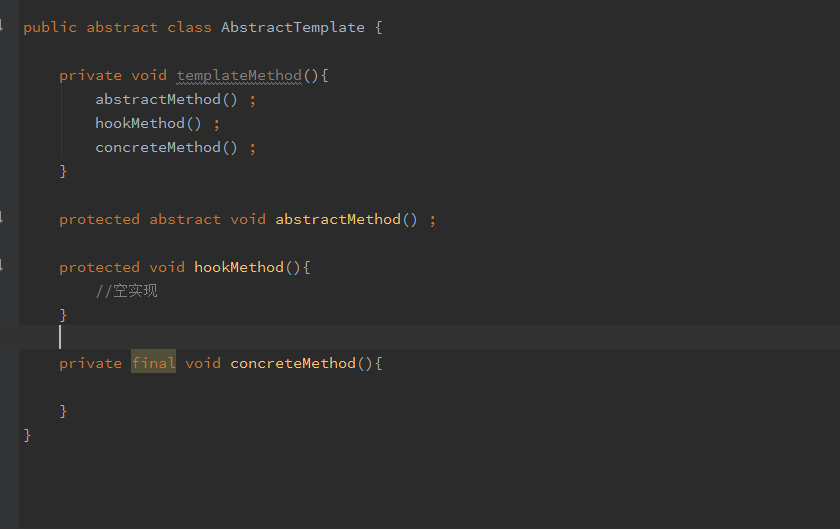 public abstract class AbstractTemplate {
private void templateMethod(){
abstractMethod() ;
hookMethod() ;
concreteMethod() ;
}
protected abstract void abstractMethod() ;
protected void hookMethod(){
//空实现
}
private final void concreteMethod(){
}
}